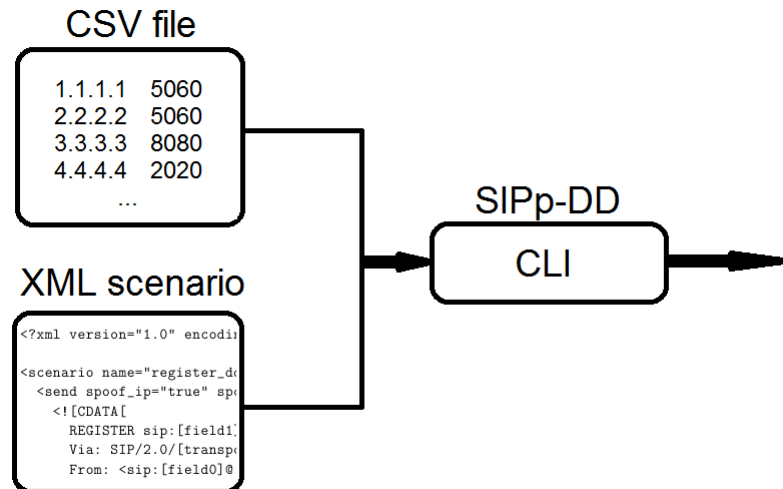 CSV file
1.1.1.1 5060
2.2.2.2 5060
3.3.3.3 8080
4.4.4.4 2020
...
SIPp-DD
CLI
XML scenario
<?xml version="1.0" encodi
<scenario name="register_d
<send spoof_ip="true" sp
<![CDATA[
REGISTER sip:[field1]
Via: SIP/2.0/[transp
From: <sip:[field0]@